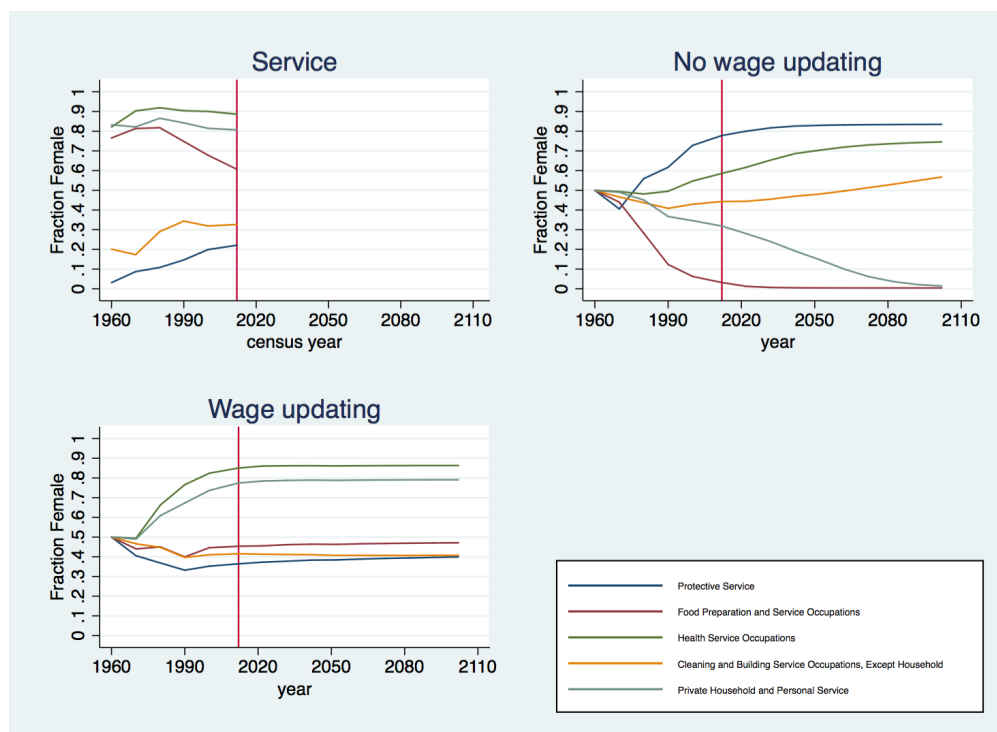 Service
Fraction Female
0 .1 .2 .3 .4 .5 .6 .7 .8 .9 1
1960 1990 2020 2050 2080 2110
census year
No wage updating
Fraction Female
0 .1 .2 .3 .4 .5 .6 .7 .8 .9 1
1960 1990 2020 2050 2080 2110
year
Wage updating
Fraction Female
0 .1 .2 .3 .4 .5 .6 .7 .8 .9 1
1960 1990 2020 2050 2080 2110
year
Protective Service
Food Preparation and Service Occupations
Health Service Occupations
Cleaning and Building Service Occupations, Except Household
Private Household and Personal Service